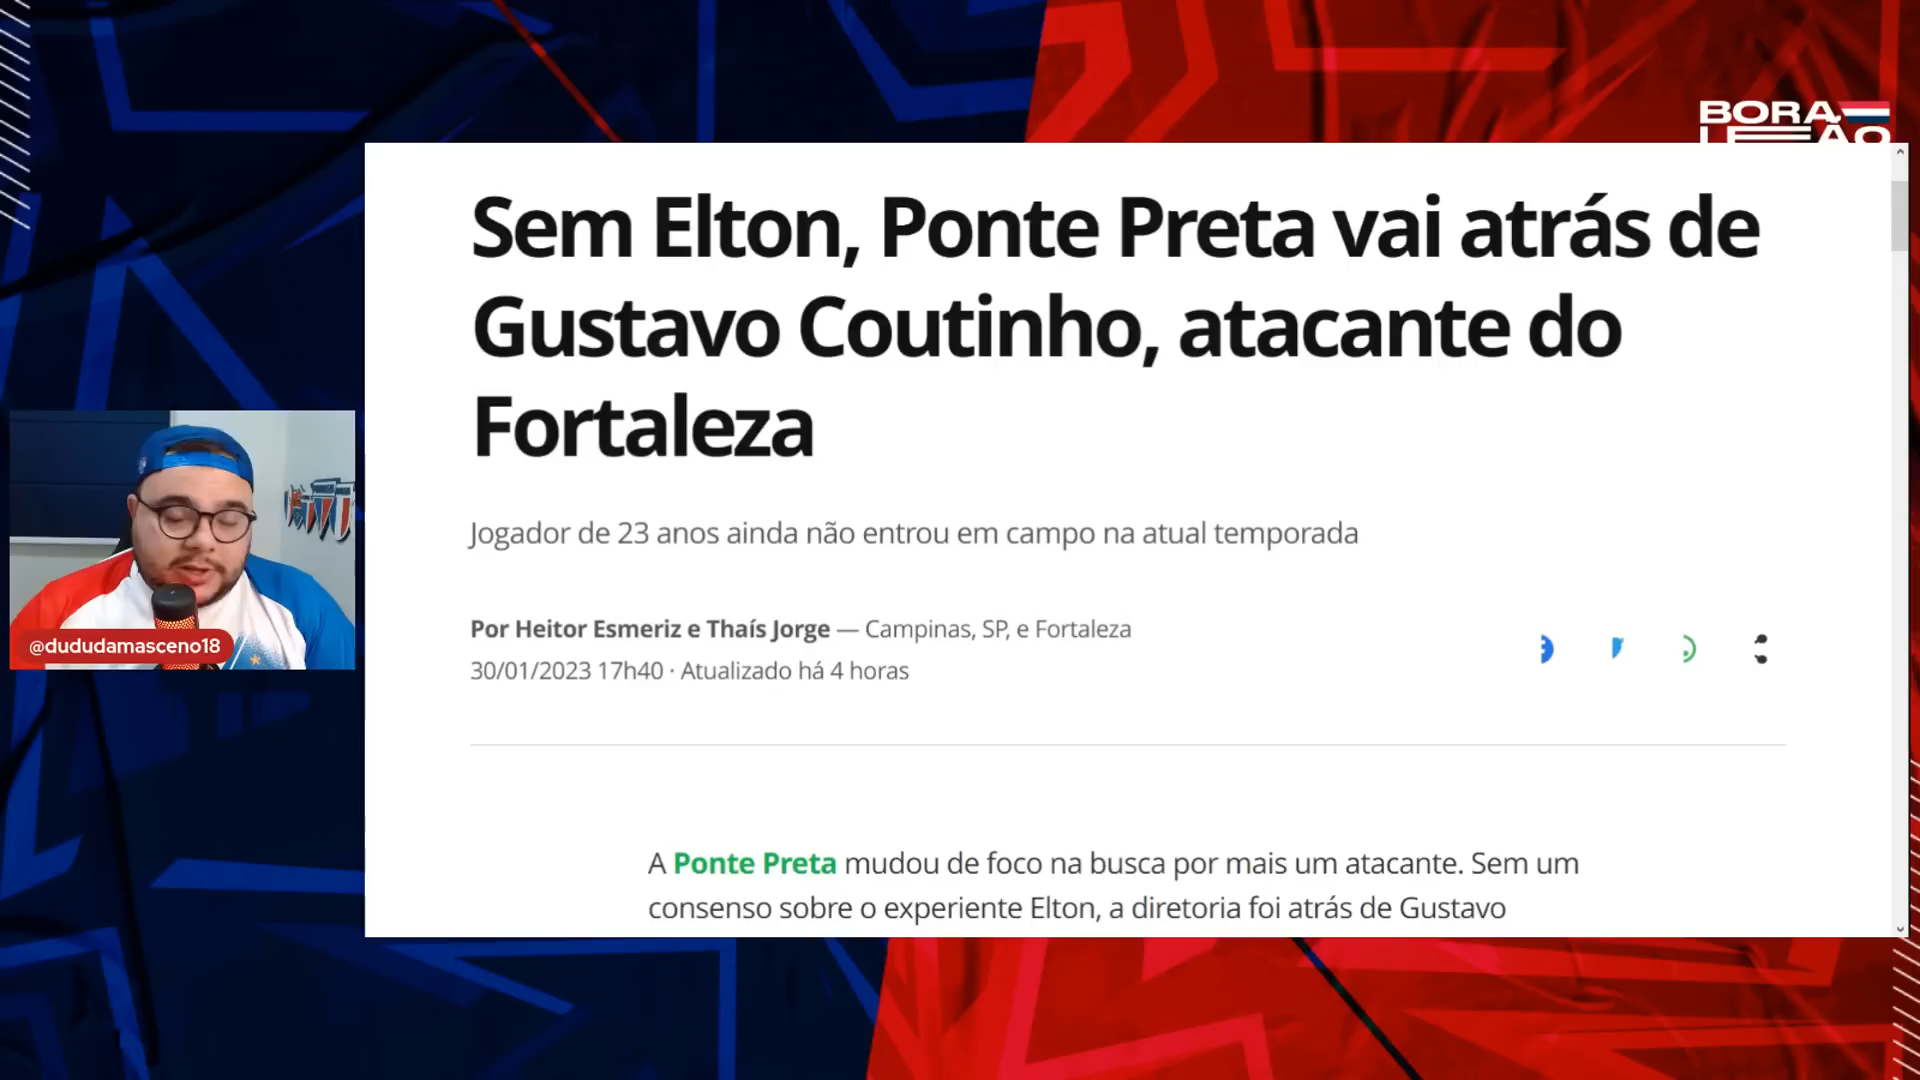 BORA
LEÃO
Sem Elton, Ponte Preta vai atrás de
Gustavo Coutinho, atacante do
Fortaleza
Jogador de 23 anos ainda não entrou em campo na atual temporada
Por Heitor Esmeriz e Thaís Jorge — Campinas, SP, e Fortaleza
30/01/2023 17h40 · Atualizado há 4 horas
@dududamasceno18
A Ponte Preta mudou de foco na busca por mais um atacante. Sem um
consenso sobre o experiente Elton, a diretoria foi atrás de Gustavo